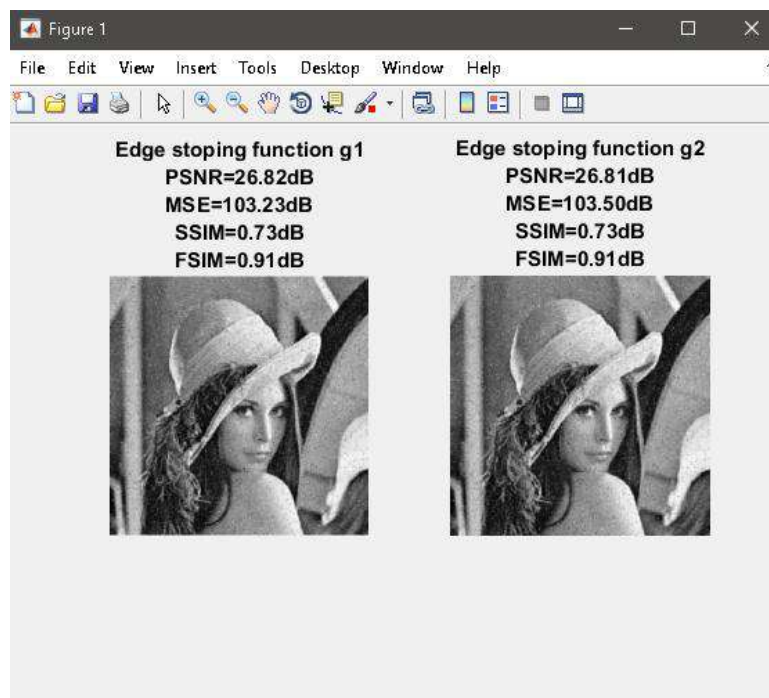 Figure 1
File Edit View Insert Tools Desktop Window Help
Edge stoping function g1
PSNR=26.82dB
MSE=103.23dB
SSIM=0.73dB
FSIM=0.91dB
Edge stoping function g2
PSNR=26.81dB
MSE=103.50dB
SSIM=0.73dB
FSIM=0.91dB